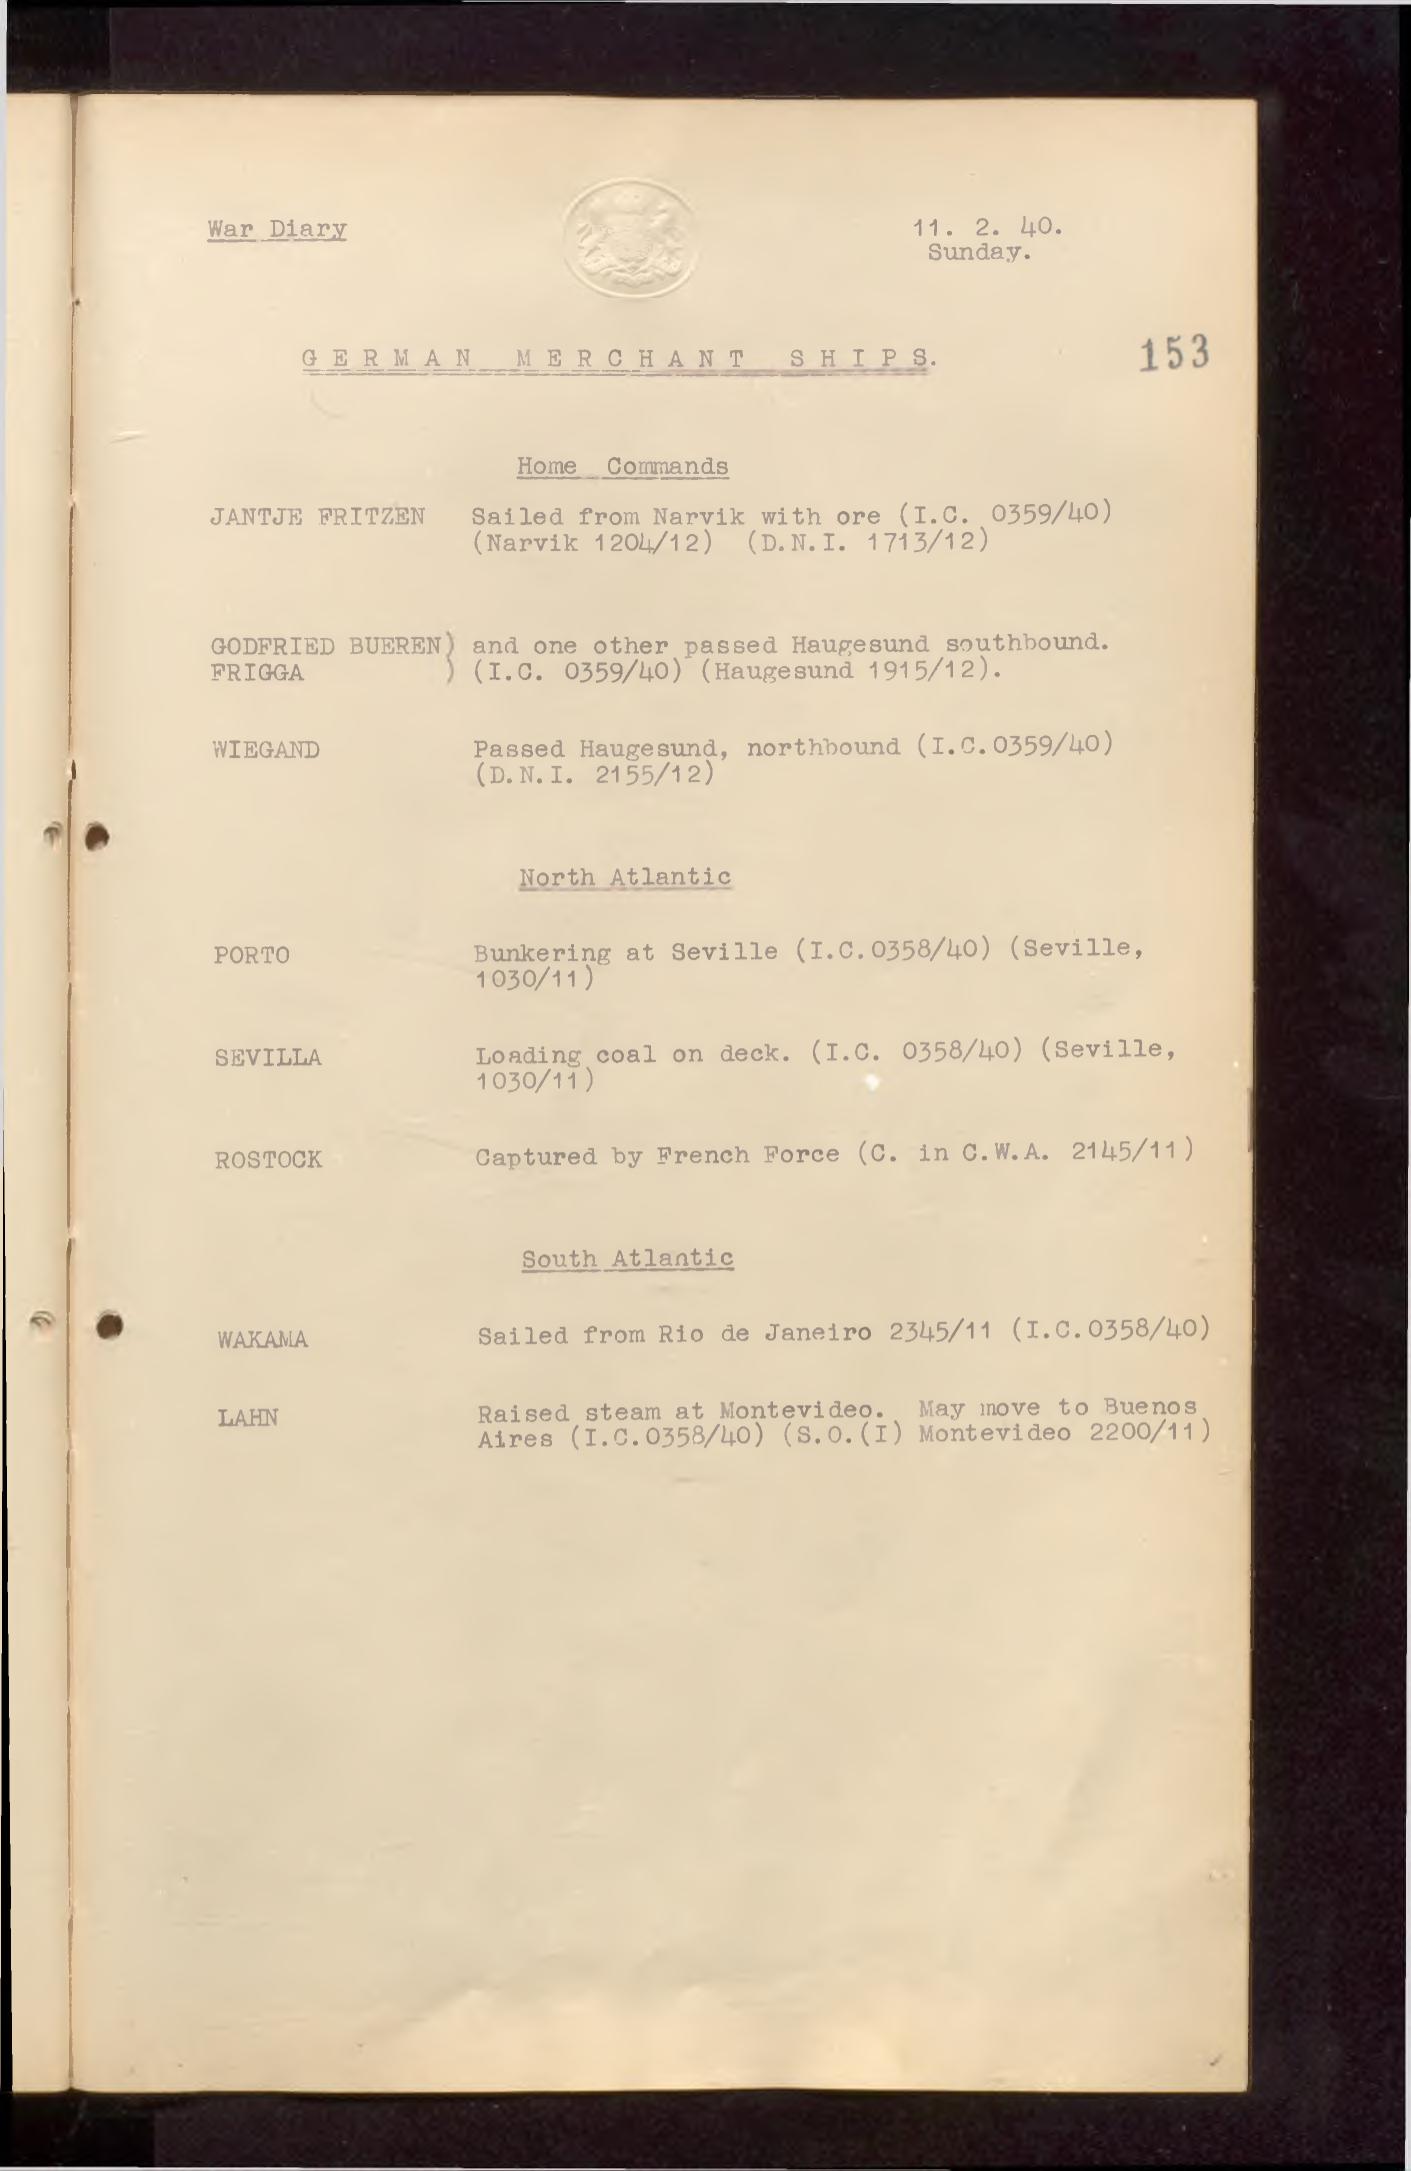 War Diary
11. 2. 40.
Sunday.
GERMAN MERCHANT SHIPS.
153
Home Commands
JANTJE FRITZEN Sailed from Narvik with ore (I.C. 0359/40)
(Narvik 1204/12) (D.N.I. 1713/12)
GODFRIED BUEREN) and one other passed Haugesund southbound.
FRIGGA ) (I.C. 0359/40) (Haugesund 1915/12).
WIEGAND Passed Haugesund, northbound (I.C.0359/40)
(D.N.I. 2155/12)
North Atlantic
PORTO Bunkering at Seville (I.C.0358/40) (Seville,
1030/11)
SEVILLA Loading coal on deck. (I.C. 0358/40) (Seville,
1030/11)
ROSTOCK Captured by French Force (C. in C.W.A. 2145/11)
South Atlantic
WAKAMA Sailed from Rio de Janeiro 2345/11 (I.C.0358/40)
LAHN Raised steam at Montevideo. May move to Buenos
Aires (I.C.0358/40) (S.O.(I) Montevideo 2200/11)